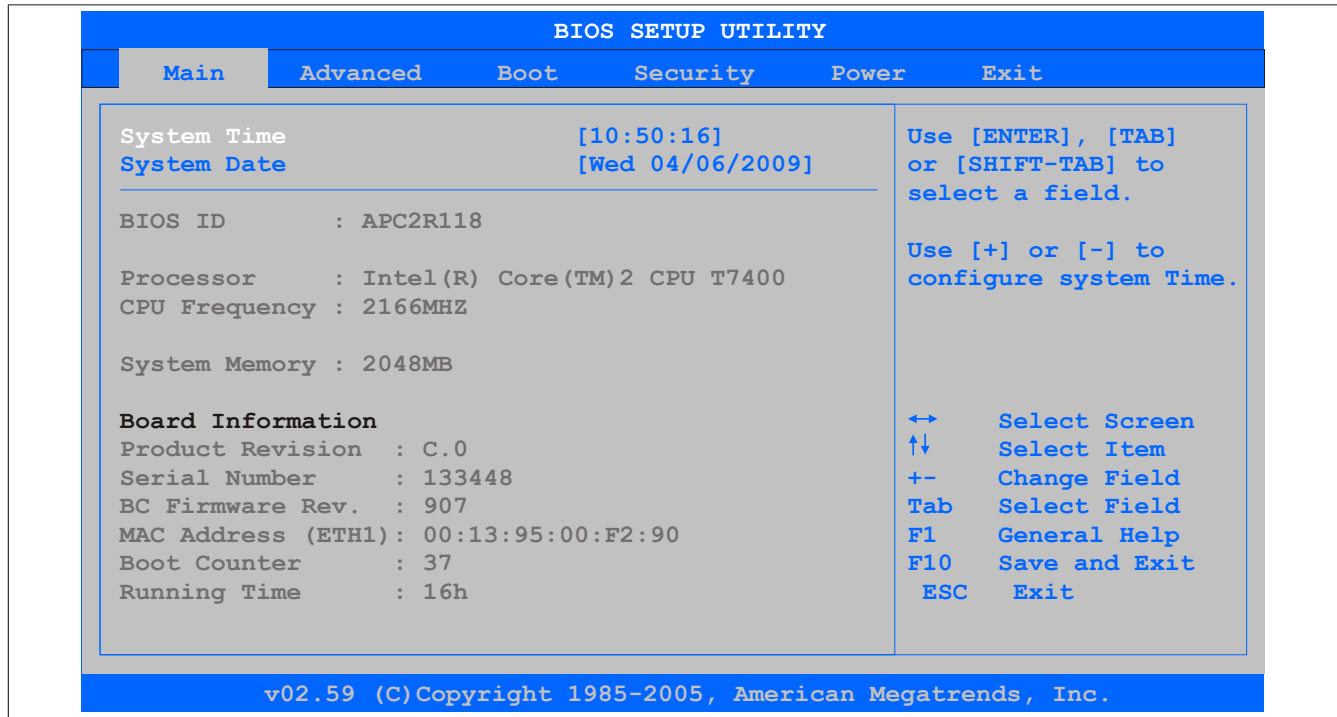 BIOS SETUP UTILITY
Main Advanced Boot Security Power Exit
System Time [10:50:16]
System Date [Wed 04/06/2009]
BIOS ID : APC2R118
Processor : Intel(R) Core(TM)2 CPU T7400
CPU Frequency : 2166MHZ
System Memory : 2048MB
Board Information
Product Revision : C.0
Serial Number : 133448
BC Firmware Rev. : 907
MAC Address (ETH1): 00:13:95:00:F2:90
Boot Counter : 37
Running Time : 16h
Use [ENTER], [TAB]
or [SHIFT-TAB] to
select a field.
Use [+] or [-] to
configure system Time.
↔ Select Screen
↑↓ Select Item
+- Change Field
Tab Select Field
F1 General Help
F10 Save and Exit
ESC Exit
v02.59 (C)Copyright 1985-2005, American Megatrends, Inc.